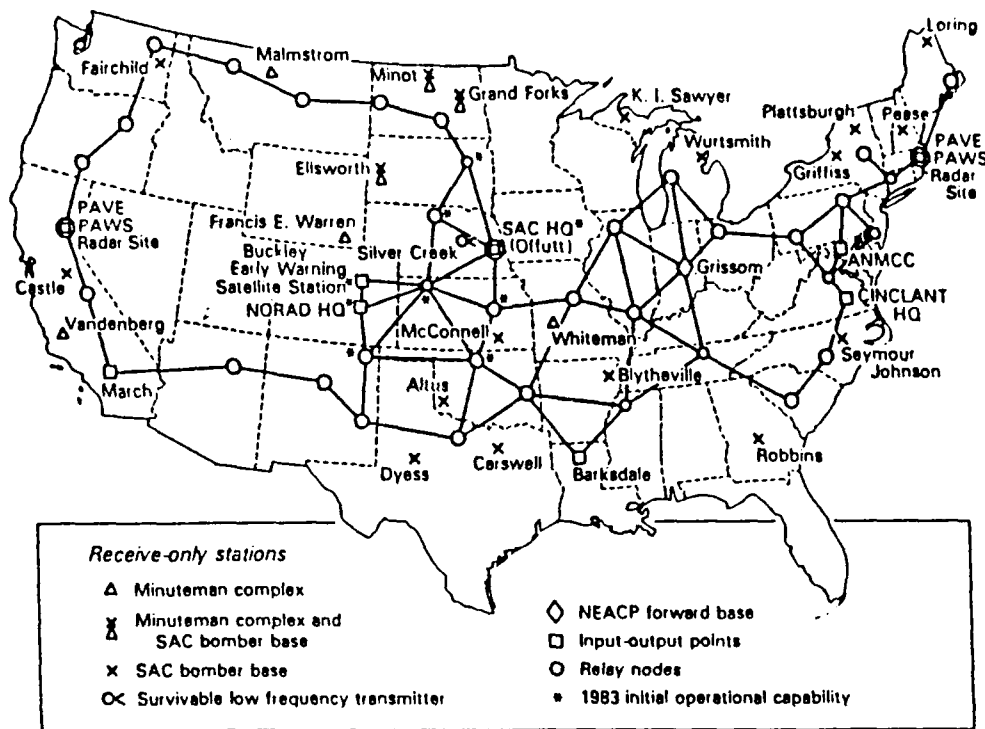 Loring
Malmstrom
Minot
Fairchild
Grand Forks
K. I. Sawyer
Plattsburgh
Pease
Wurtsmith
PAVE
PAWS
Radar Site
Griffiss
Ellsworth
PAVE
PAWS
Radar Site
Francis E. Warren
SAC HQ*
(Offutt)
Silver Creek
Buckley
Early Warning
Satellite Station
NORAD HQ
Grissom
ANMCC
Castle
CINCLANT
HQ
Vandenberg
McConnell
Whiteman
Seymour
Johnson
March
Altus
Blytheville
Robbins
Dyess
Carswell
Barksdale
Receive-only stations
Minuteman complex
Minuteman complex and
SAC bomber base
SAC bomber base
Survivable low frequency transmitter
NEACP forward base
Input-output points
Relay nodes
* 1983 initial operational capability